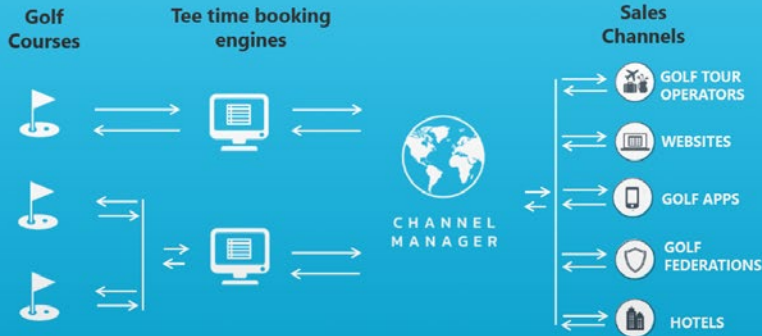 Golf
Courses
Tee time booking
engines
Sales
Channels
GOLF TOUR
OPERATORS
WEBSITES
GOLF APPS
CHANNEL
MANAGER
GOLF
FEDERATIONS
HOTELS